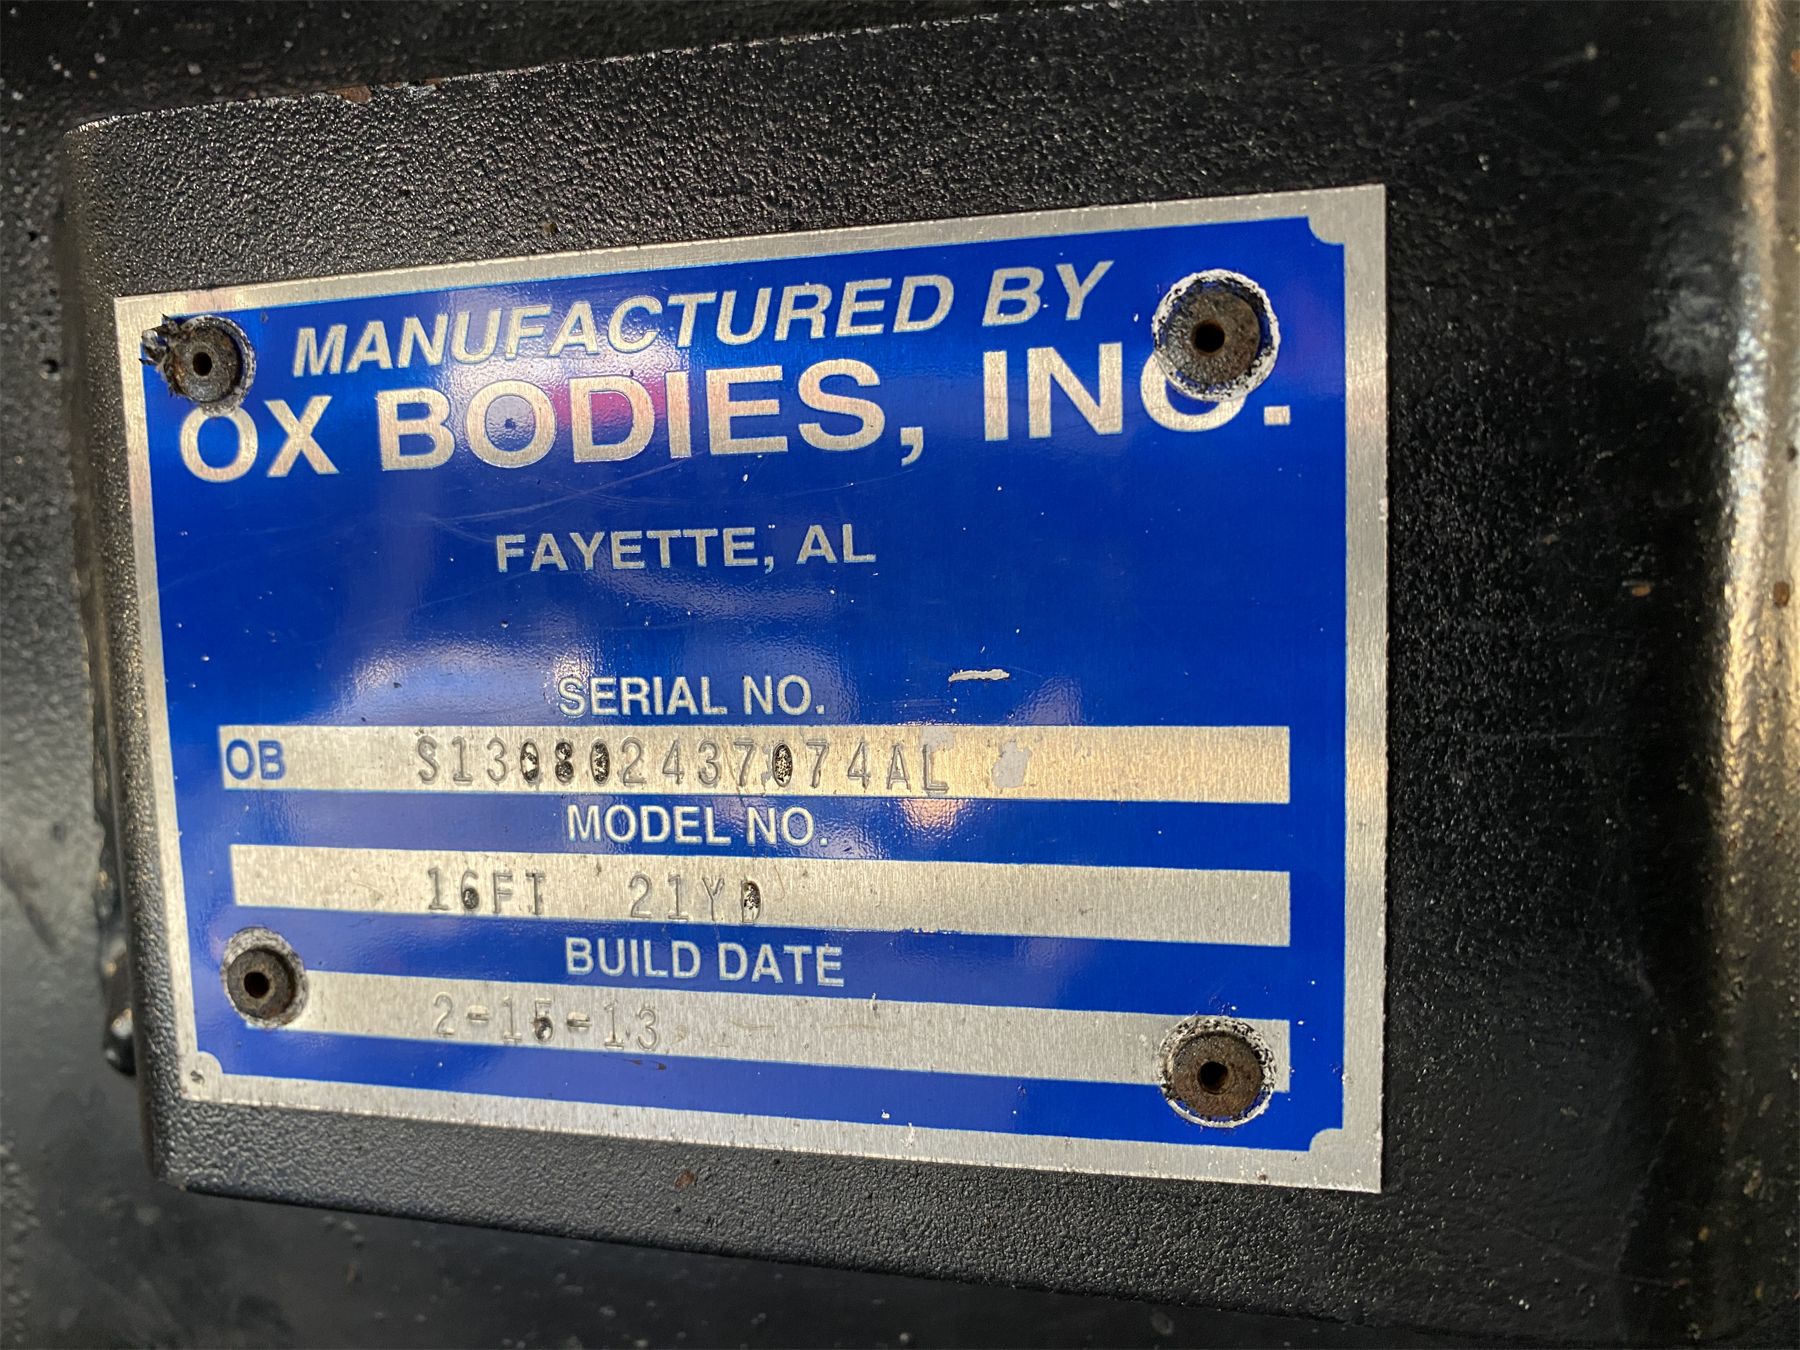 MANUFACTURED BY
OX BODIES, INC.
FAYETTE, AL
SERIAL NO.
OB S130802437074AL
MODEL NO.
16FT 21YD
BUILD DATE
2-15-13